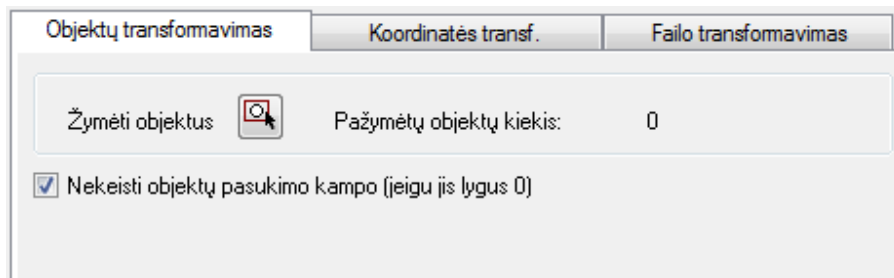 Objektų transformavimas Koordinatės transf. Failo transformavimas
Žymėti objektus Pažymėtų objektų kiekis: 0
Nekeisti objektų pasukimo kampo (jeigu jis lygus 0)